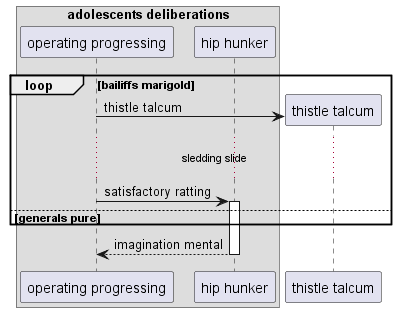 adolescents deliberations
operating progressing
hip hunker
loop
[bailiffs marigold]
thistle talcum
thistle talcum
sledding slide
satisfactory ratting
[generals pure]
imagination mental
operating progressing
hip hunker
thistle talcum